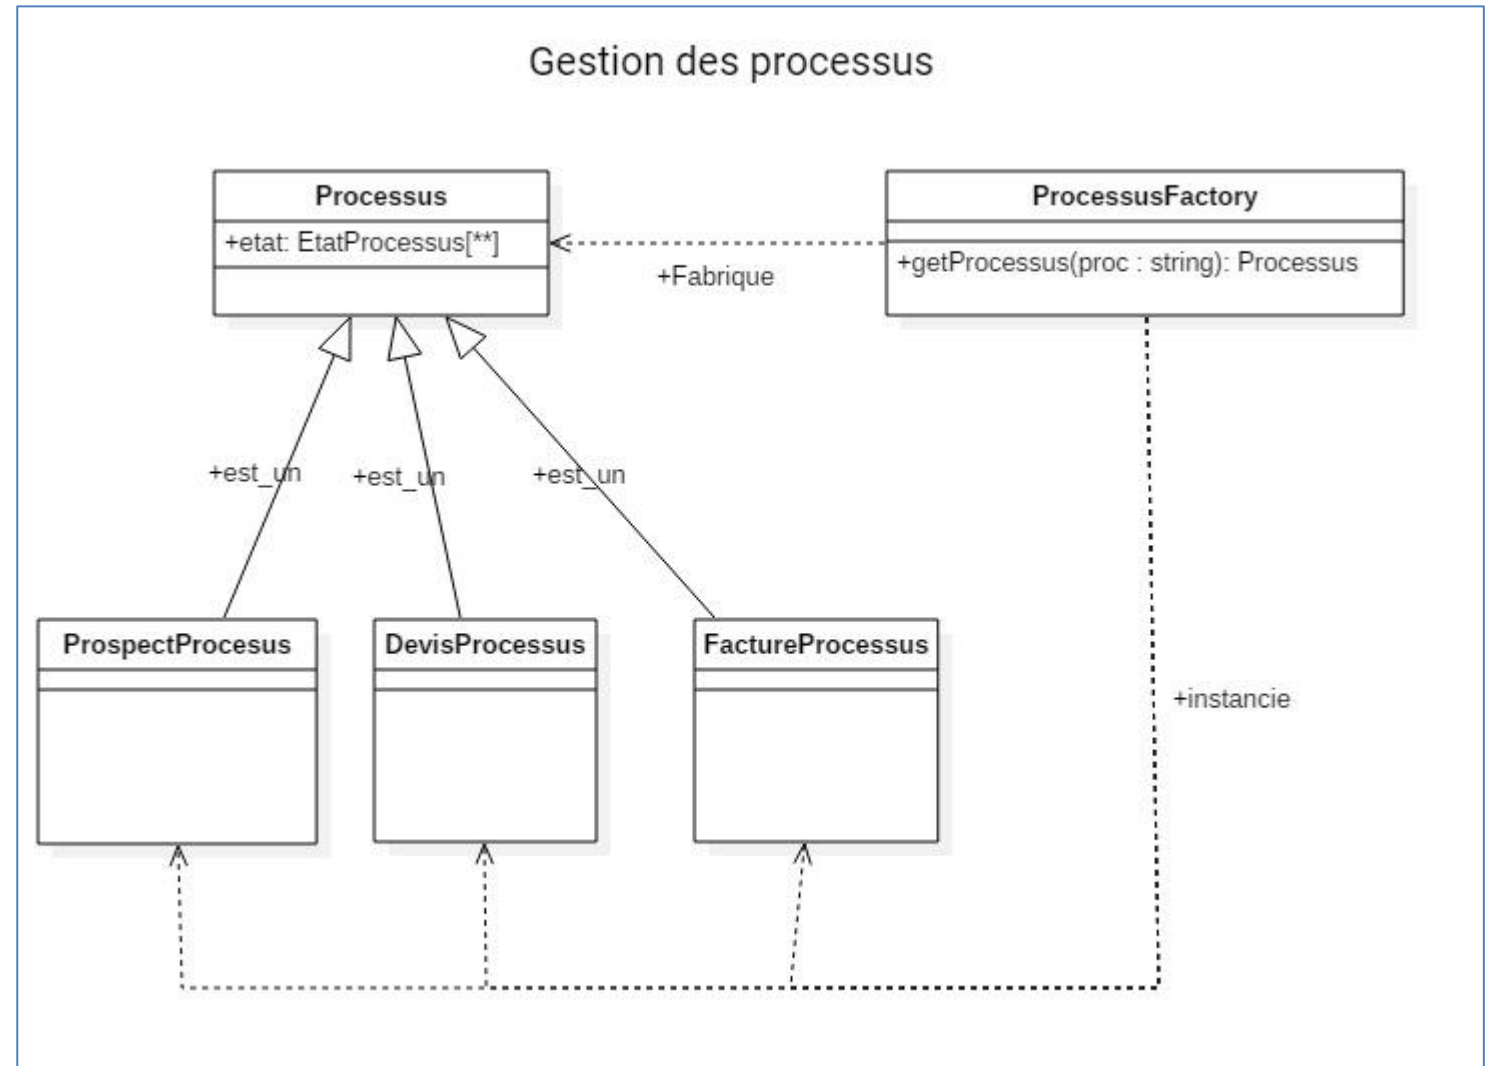 Gestion des processus
Processus
+etat: EtatProcessus[**]
ProcessusFactory
+getProcessus(proc : string): Processus
+Fabrique
+est_un
+est_un
+est_un
ProspectProcesus
DevisProcessus
FactureProcessus
+instancie